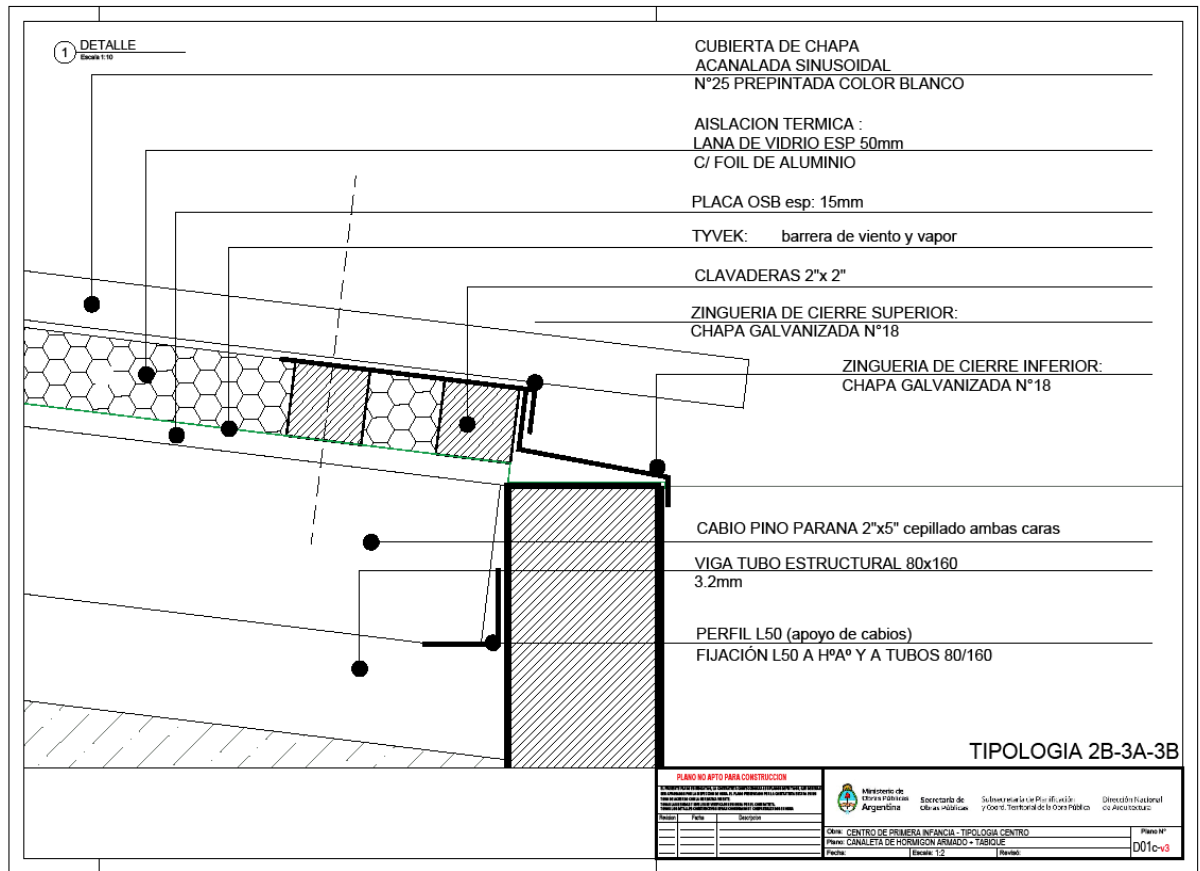 1 DETALLE
Escala 1:10
CUBIERTA DE CHAPA
ACANALADA SINUSOIDAL
N°25 PREPINTADA COLOR BLANCO
AISLACION TERMICA :
LANA DE VIDRIO ESP 50mm
C/ FOIL DE ALUMINIO
PLACA OSB esp: 15mm
TYVEK: barrera de viento y vapor
CLAVADERAS 2"x 2"
ZINGUERIA DE CIERRE SUPERIOR:
CHAPA GALVANIZADA N°18
ZINGUERIA DE CIERRE INFERIOR:
CHAPA GALVANIZADA N°18
CABIO PINO PARANA 2"x5" cepillado ambas caras
VIGA TUBO ESTRUCTURAL 80x160
3.2mm
PERFIL L50 (apoyo de cabios)
FIJACIÓN L50 A HºAº Y A TUBOS 80/160
TIPOLOGIA 2B-3A-3B
PLANO NO APTO PARA CONSTRUCCION
Revision Fecha Descripcion
Ministerio de
Obras Públicas
Argentina
Secretaría de
Obras Públicas
Subsecretaría de Planificación
y Coord. Territorial de la Obra Pública
Dirección Nacional
de Arquitectura
Obra: CENTRO DE PRIMERA INFANCIA - TIPOLOGIA CENTRO
Plano: CANALETA DE HORMIGON ARMADO + TABIQUE
Fecha: Escala: 1:2 Revisó:
Plano Nº
D01c-v3